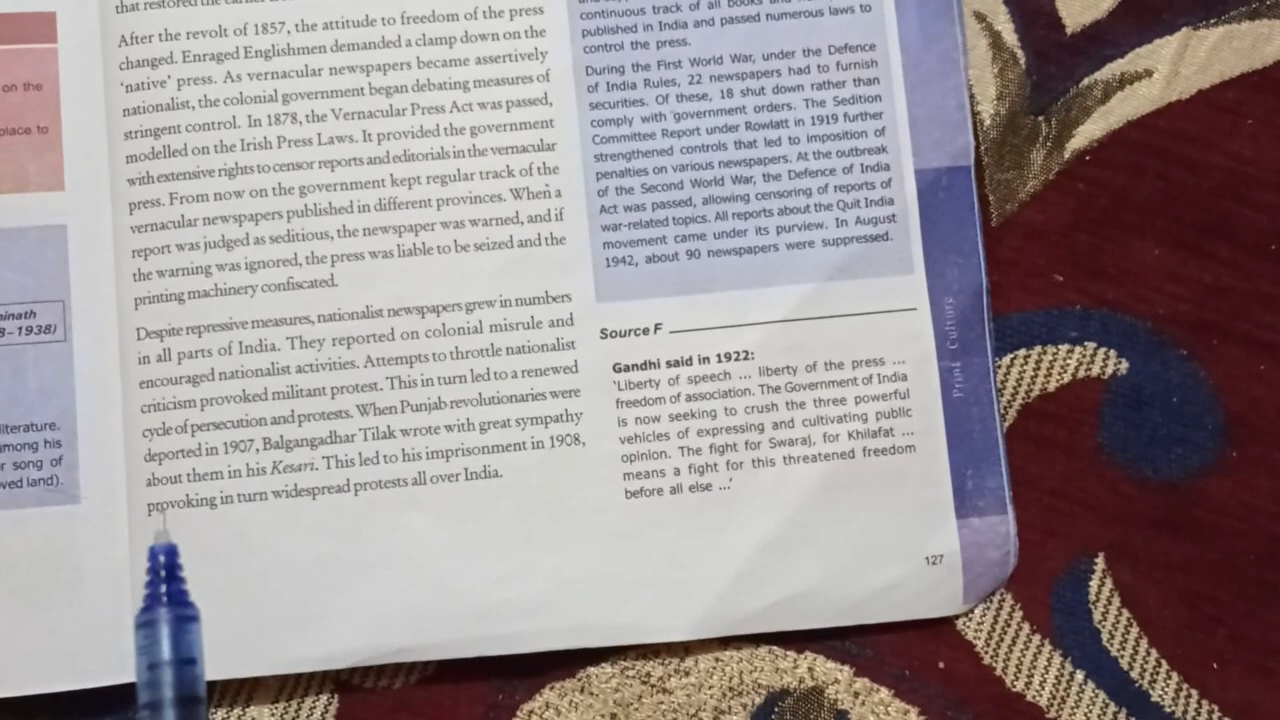 on the
place to
ninath
8–1938)
literature.
among his
r song of
ved land).
that restored the
After the revolt of 1857, the attitude to freedom of the press
changed. Enraged Englishmen demanded a clamp down on the
‘native’ press. As vernacular newspapers became assertively
nationalist, the colonial government began debating measures of
stringent control. In 1878, the Vernacular Press Act was passed,
modelled on the Irish Press Laws. It provided the government
with extensive rights to censor reports and editorials in the vernacular
press. From now on the government kept regular track of the
vernacular newspapers published in different provinces. When a
report was judged as seditious, the newspaper was warned, and if
the warning was ignored, the press was liable to be seized and the
printing machinery confiscated.
Despite repressive measures, nationalist newspapers grew in numbers
in all parts of India. They reported on colonial misrule and
encouraged nationalist activities. Attempts to throttle nationalist
criticism provoked militant protest. This in turn led to a renewed
cycle of persecution and protests. When Punjab revolutionaries were
deported in 1907, Balgangadhar Tilak wrote with great sympathy
about them in his Kesari. This led to his imprisonment in 1908,
provoking in turn widespread protests all over India.
continuous track of all books and
published in India and passed numerous laws to
control the press.
During the First World War, under the Defence
of India Rules, 22 newspapers had to furnish
securities. Of these, 18 shut down rather than
comply with government orders. The Sedition
Committee Report under Rowlatt in 1919 further
strengthened controls that led to imposition of
penalties on various newspapers. At the outbreak
of the Second World War, the Defence of India
Act was passed, allowing censoring of reports of
war-related topics. All reports about the Quit India
movement came under its purview. In August
1942, about 90 newspapers were suppressed.
Source F
Gandhi said in 1922:
‘Liberty of speech ... liberty of the press ...
freedom of association. The Government of India
is now seeking to crush the three powerful
vehicles of expressing and cultivating public
opinion. The fight for Swaraj, for Khilafat ...
means a fight for this threatened freedom
before all else ...’
Print Culture
127